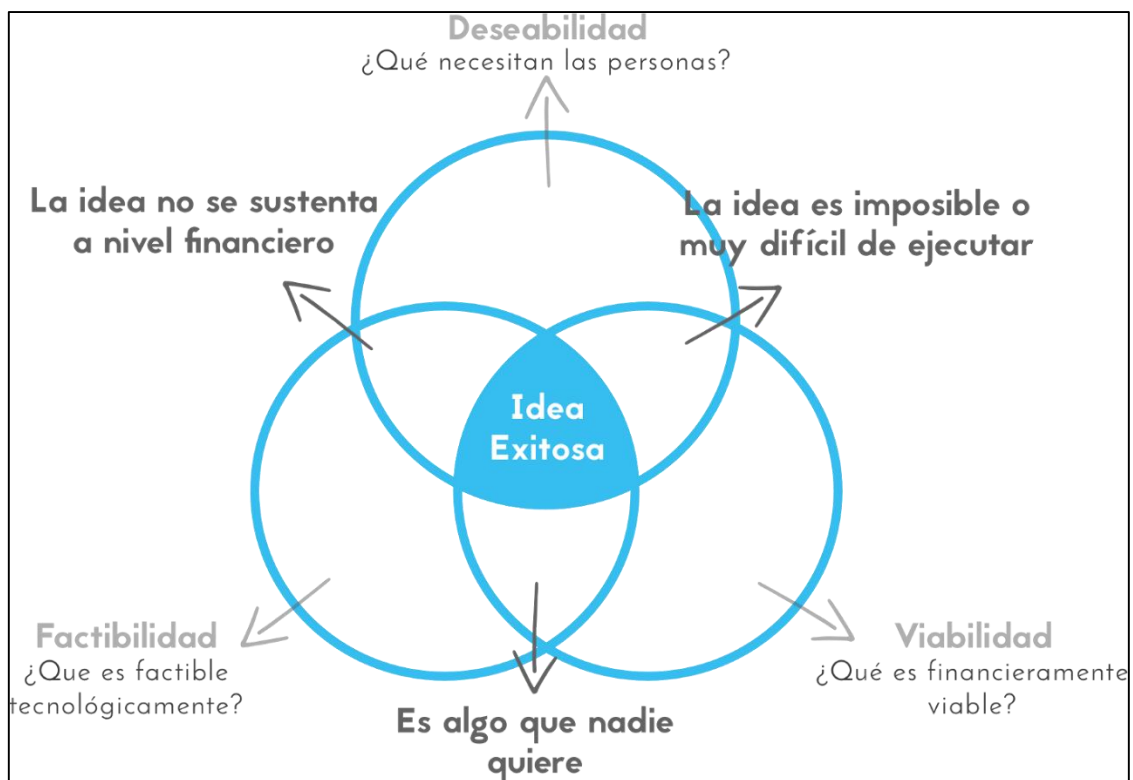 Deseabilidad
¿Qué necesitan las personas?
La idea no se sustenta
a nivel financiero
La idea es imposible o
muy difícil de ejecutar
Idea
Exitosa
Factibilidad
¿Que es factible
tecnológicamente?
Viabilidad
¿Qué es financieramente
viable?
Es algo que nadie
quiere